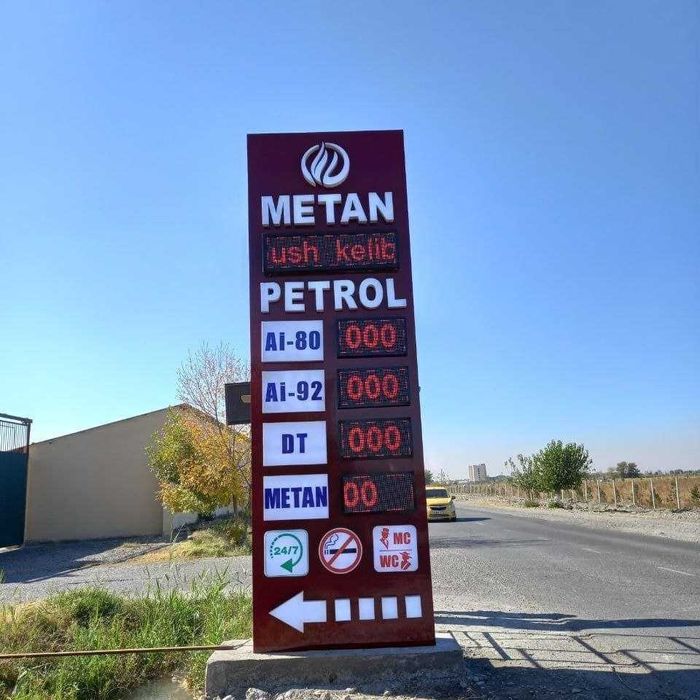 METAN
ush kelib
PETROL
Ai-80 000
Ai-92 000
DT 000
METAN 00
24/7 MC
WC